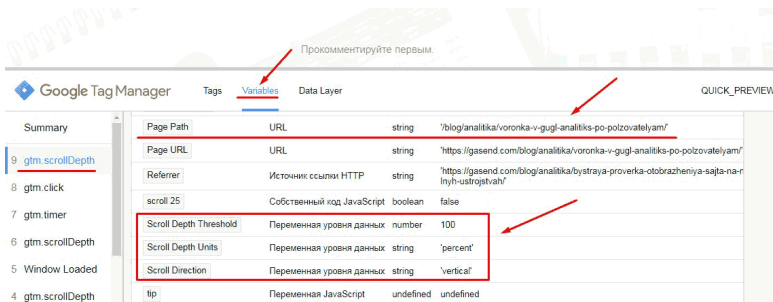 Прокомментируйте первым.
Google Tag Manager Tags Variables Data Layer QUICK_PREVIEW
Summary
9 gtm.scrollDepth
8 gtm.click
7 gtm.timer
6 gtm.scrollDepth
5 Window Loaded
4 gtm.scrollDepth
Page Path URL string '/blog/analitika/voronka-v-gugl-analitiks-po-polzovatelyam/'
Page URL URL string 'https://gasend.com/blog/analitika/voronka-v-gugl-analitiks-po-polzovatelyam/'
Referrer Источник ссылки HTTP string 'https://gasend.com/blog/analitika/bystraya-proverka-otobrazheniya-sajta-na-
lnyh-ustrojstvah/'
scroll 25 Собственный код JavaScript boolean false
Scroll Depth Threshold Переменная уровня данных number 100
Scroll Depth Units Переменная уровня данных string 'percent'
Scroll Direction Переменная уровня данных string 'vertical'
tip Переменная JavaScript undefined undefined